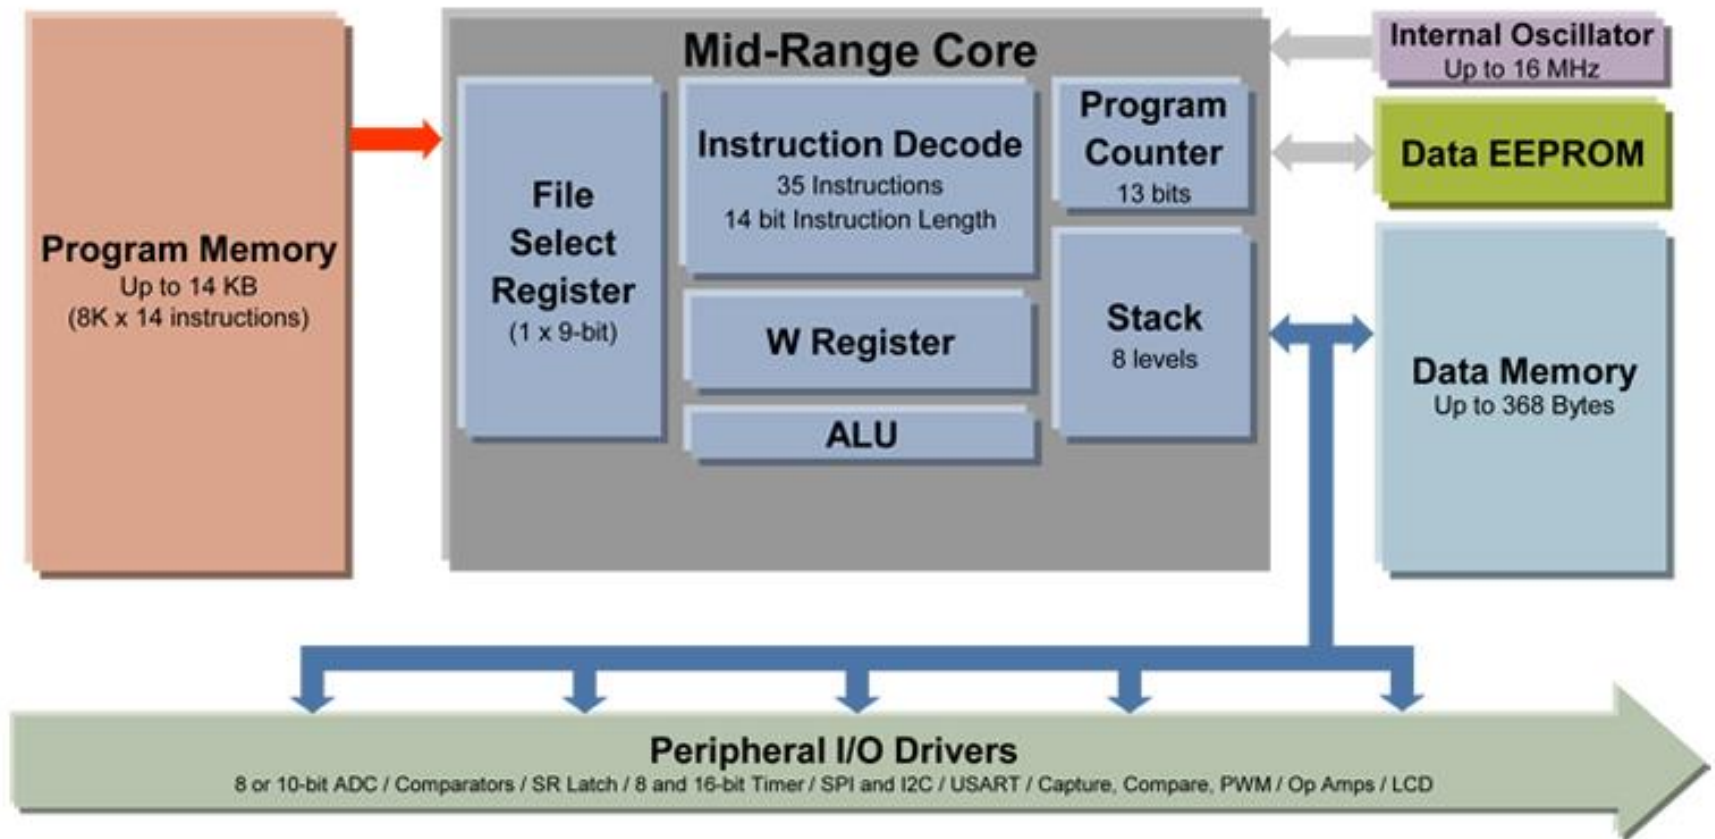 Program Memory
Up to 14 KB
(8K x 14 instructions)
Mid-Range Core
File
Select
Register
(1 x 9-bit)
Instruction Decode
35 Instructions
14 bit Instruction Length
W Register
ALU
Program
Counter
13 bits
Stack
8 levels
Internal Oscillator
Up to 16 MHz
Data EEPROM
Data Memory
Up to 368 Bytes
Peripheral I/O Drivers
8 or 10-bit ADC / Comparators / SR Latch / 8 and 16-bit Timer / SPI and I2C / USART / Capture, Compare, PWM / Op Amps / LCD